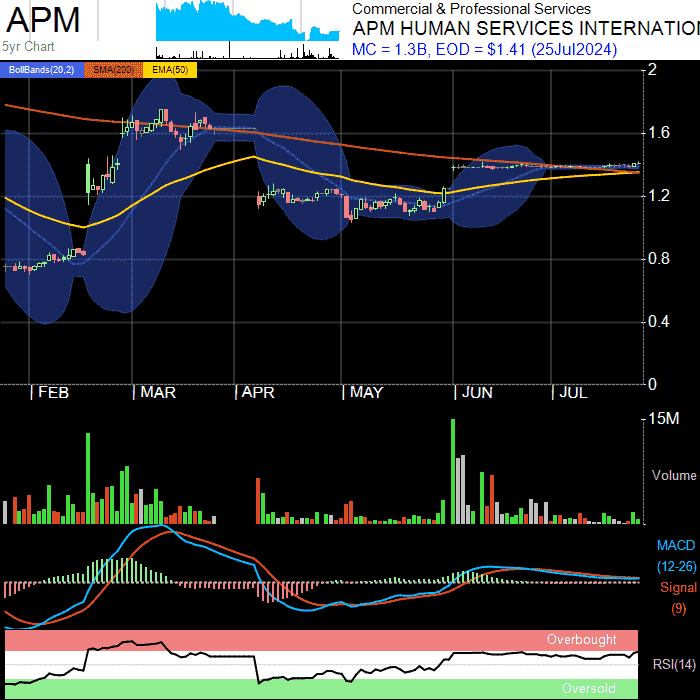 APM
5yr Chart
Commercial & Professional Services
APM HUMAN SERVICES INTERNATIO
MC = 1.3B, EOD = $1.41 (25Jul2024)
BollBands(20,2) SMA(200) EMA(50)
2
1.6
1.2
0.8
0.4
0
| FEB | MAR | APR | MAY | JUN | JUL
15M
Volume
MACD
(12-26)
Signal
(9)
Overbought
RSI(14)
Oversold